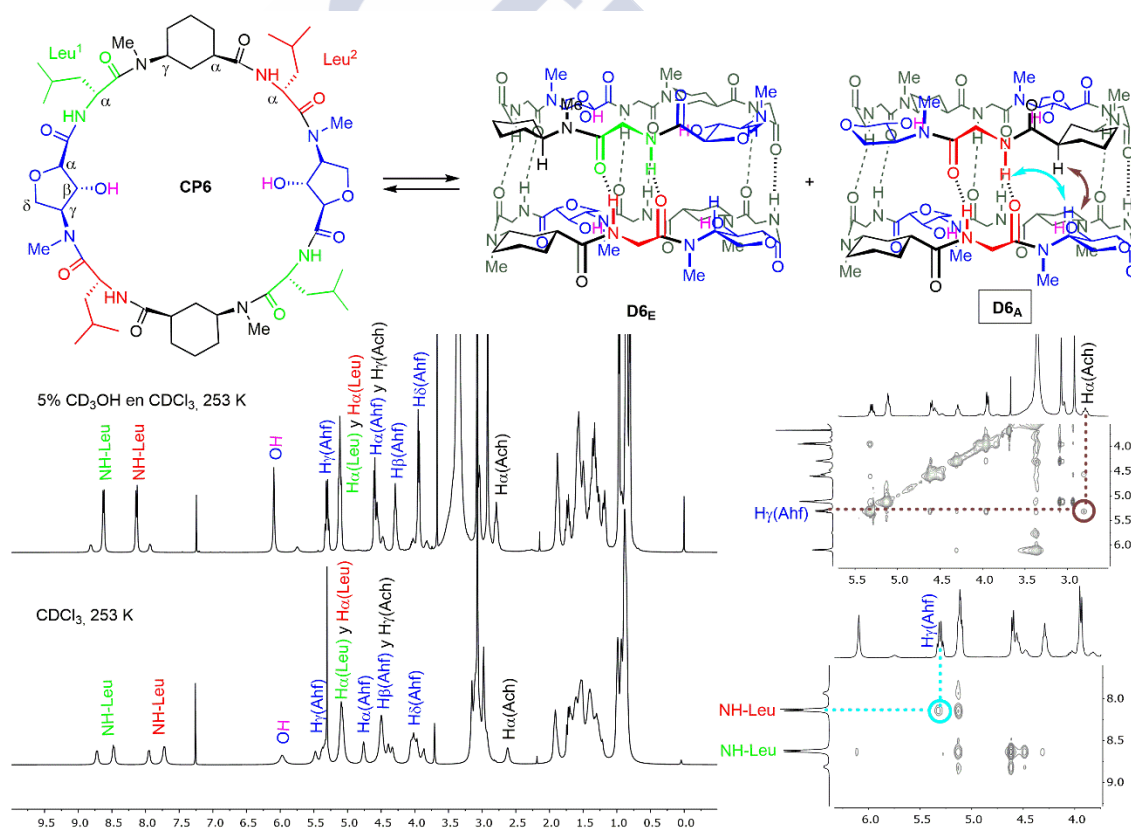 Leu¹
Me
N
γ
α
O
HN
Leu²
O
O
HN
α
α
O
N
Me
O
α
β
OH
δ
γ
CP6
HO
O
N
Me
O
O
NH
HN
O
O
N
Me
D6E
+
D6A
5% CD3OH en CDCl3, 253 K
NH-Leu
NH-Leu
OH
Hγ(Ahf)
Hα(Leu) y Hα(Leu)
Hα(Ahf) y Hγ(Ach)
Hβ(Ahf)
Hδ(Ahf)
Hα(Ach)
CDCl3, 253 K
NH-Leu
NH-Leu
OH
Hγ(Ahf)
Hα(Leu) y Hα(Leu)
Hα(Ahf)
Hβ(Ahf) y Hγ(Ach)
Hδ(Ahf)
Hα(Ach)
9.5 9.0 8.5 8.0 7.5 7.0 6.5 6.0 5.5 5.0 4.5 4.0 3.5 3.0 2.5 2.0 1.5 1.0 0.5 0.0
Hα(Ach)
Hγ(Ahf)
4.0
4.5
5.0
5.5
6.0
5.5 5.0 4.5 4.0 3.5 3.0
Hγ(Ahf)
NH-Leu
NH-Leu
8.0
8.5
9.0
6.0 5.5 5.0 4.5 4.0